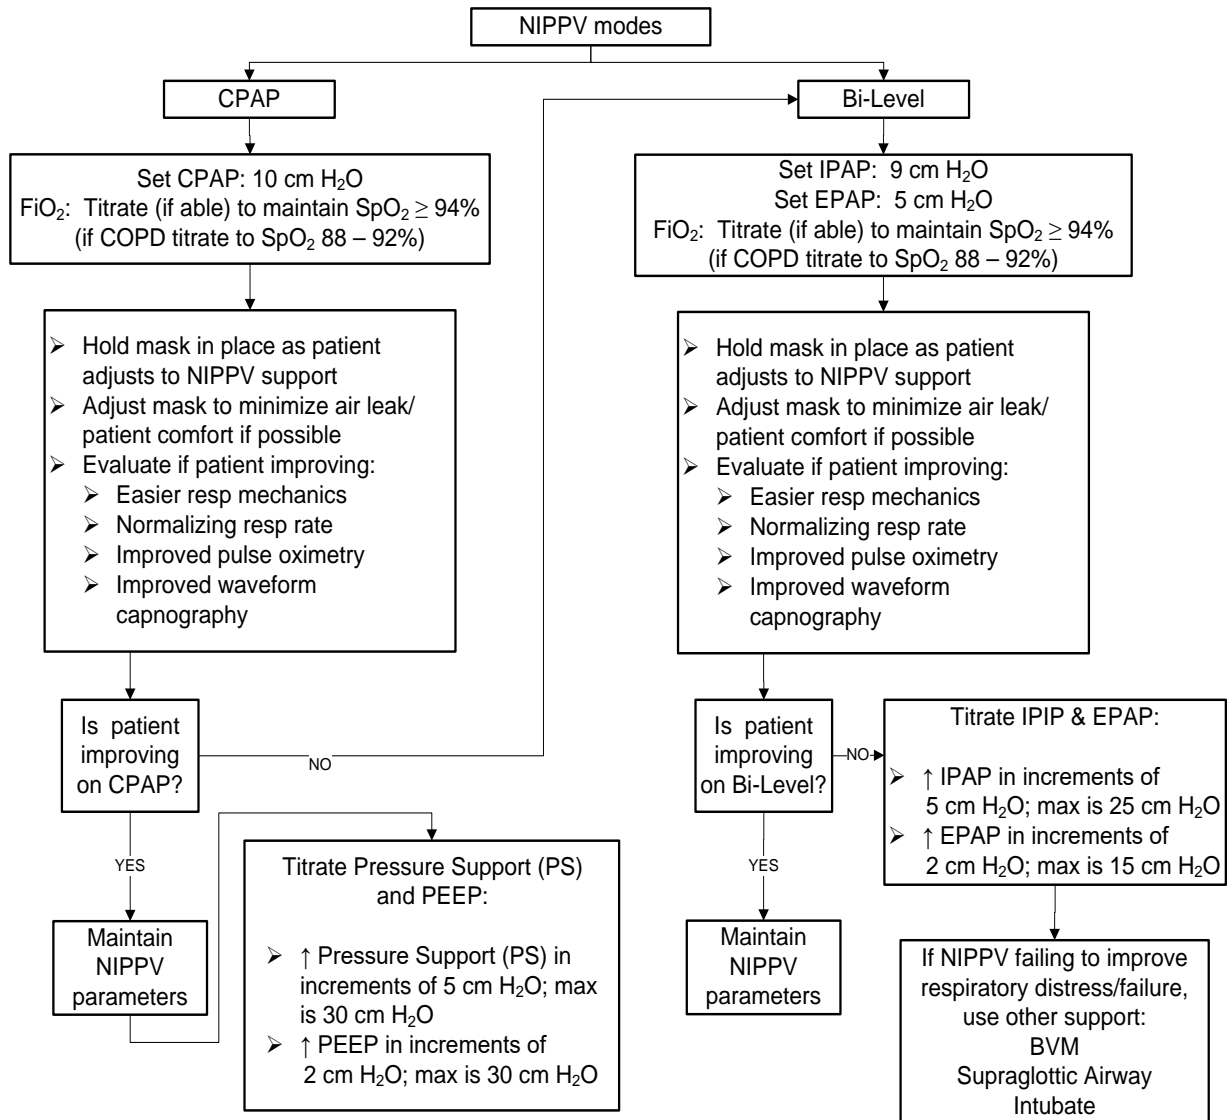 NIPPV modes
CPAP
Set CPAP: 10 cm H₂O
FiO₂: Titrate (if able) to maintain SpO₂ ≥ 94%
(if COPD titrate to SpO₂ 88 – 92%)
➢ Hold mask in place as patient
adjusts to NIPPV support
➢ Adjust mask to minimize air leak/
patient comfort if possible
➢ Evaluate if patient improving:
➢ Easier resp mechanics
➢ Normalizing resp rate
➢ Improved pulse oximetry
➢ Improved waveform
capnography
Is patient
improving
on CPAP?
NO
YES
Maintain
NIPPV
parameters
Titrate Pressure Support (PS)
and PEEP:
➢ ↑ Pressure Support (PS) in
increments of 5 cm H₂O; max
is 30 cm H₂O
➢ ↑ PEEP in increments of
2 cm H₂O; max is 30 cm H₂O
Bi-Level
Set IPAP: 9 cm H₂O
Set EPAP: 5 cm H₂O
FiO₂: Titrate (if able) to maintain SpO₂ ≥ 94%
(if COPD titrate to SpO₂ 88 – 92%)
➢ Hold mask in place as patient
adjusts to NIPPV support
➢ Adjust mask to minimize air leak/
patient comfort if possible
➢ Evaluate if patient improving:
➢ Easier resp mechanics
➢ Normalizing resp rate
➢ Improved pulse oximetry
➢ Improved waveform
capnography
Is patient
improving
on Bi-Level?
NO
YES
Maintain
NIPPV
parameters
Titrate IPIP & EPAP:
➢ ↑ IPAP in increments of
5 cm H₂O; max is 25 cm H₂O
➢ ↑ EPAP in increments of
2 cm H₂O; max is 15 cm H₂O
If NIPPV failing to improve
respiratory distress/failure,
use other support:
BVM
Supraglottic Airway
Intubate